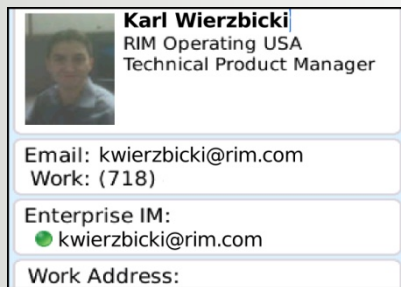 Karl Wierzbicki
RIM Operating USA
Technical Product Manager
Email: kwierzbicki@rim.com
Work: (718)
Enterprise IM:
kwierzbicki@rim.com
Work Address: